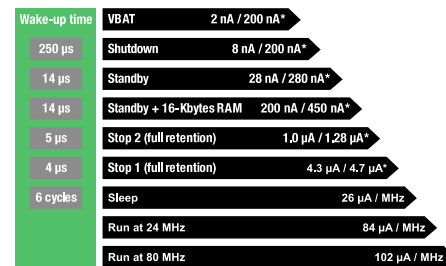 Wake-up time VBAT 2 nA / 200 nA*
250 µs Shutdown 8 nA / 200 nA*
14 µs Standby 28 nA / 280 nA*
14 µs Standby + 16-Kbytes RAM 200 nA / 450 nA*
5 µs Stop 2 (full retention) 1.0 µA / 1.28 µA*
4 µs Stop 1 (full retention) 4.3 µA / 4.7 µA*
6 cycles Sleep 26 µA / MHz
Run at 24 MHz 84 µA / MHz
Run at 80 MHz 102 µA / MHz